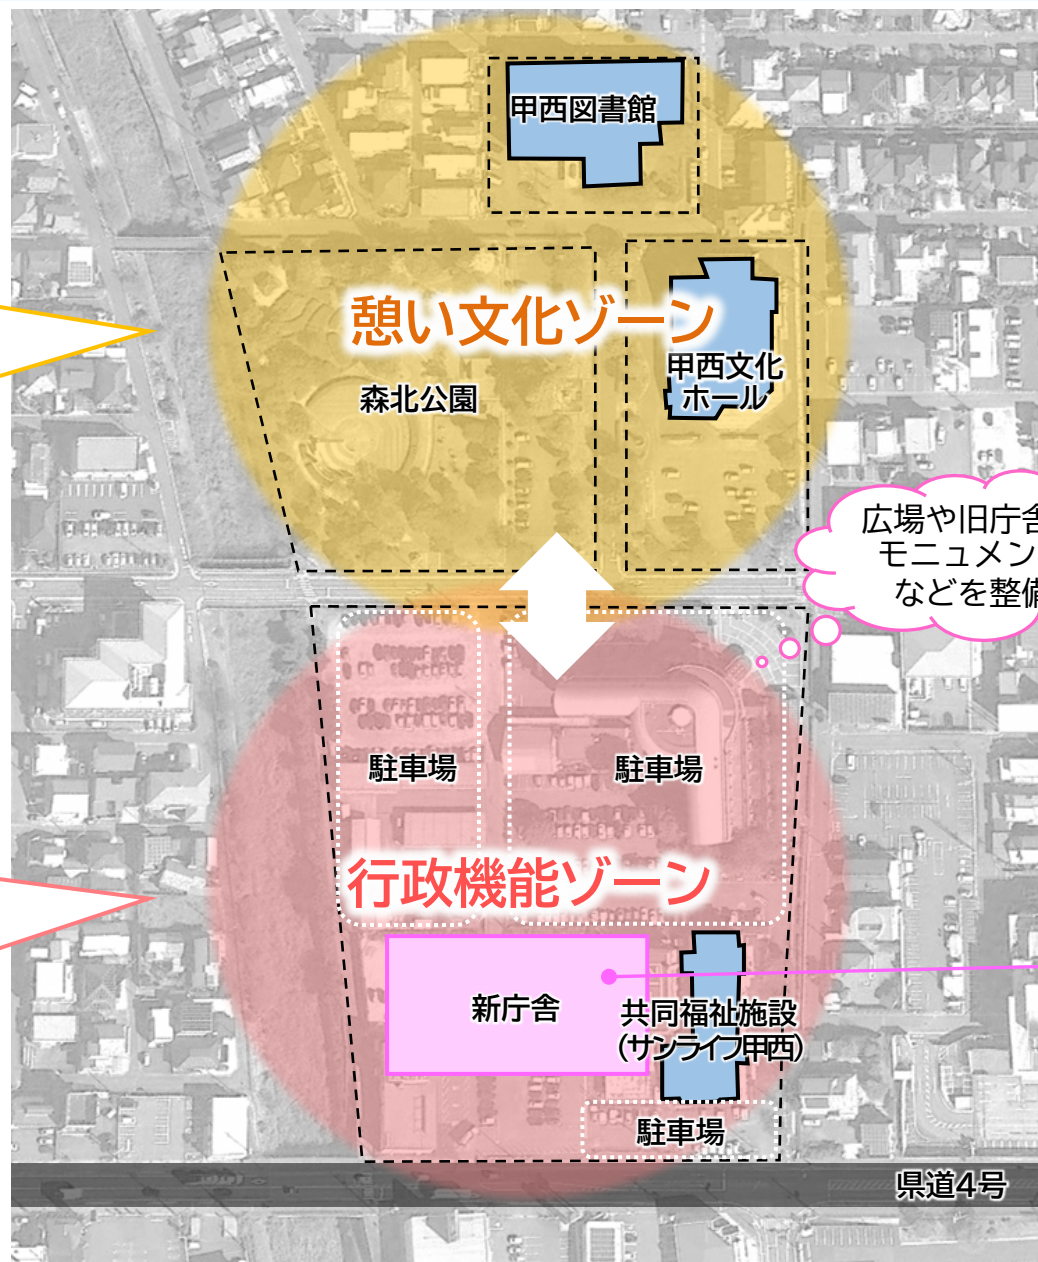 甲西図書館
憩い文化ゾーン
甲西文化
ホール
森北公園
広場や旧庁舎
モニュメン
などを整備
駐車場
駐車場
行政機能ゾーン
新庁舎
共同福祉施設
（サンライフ甲西）
駐車場
県道4号